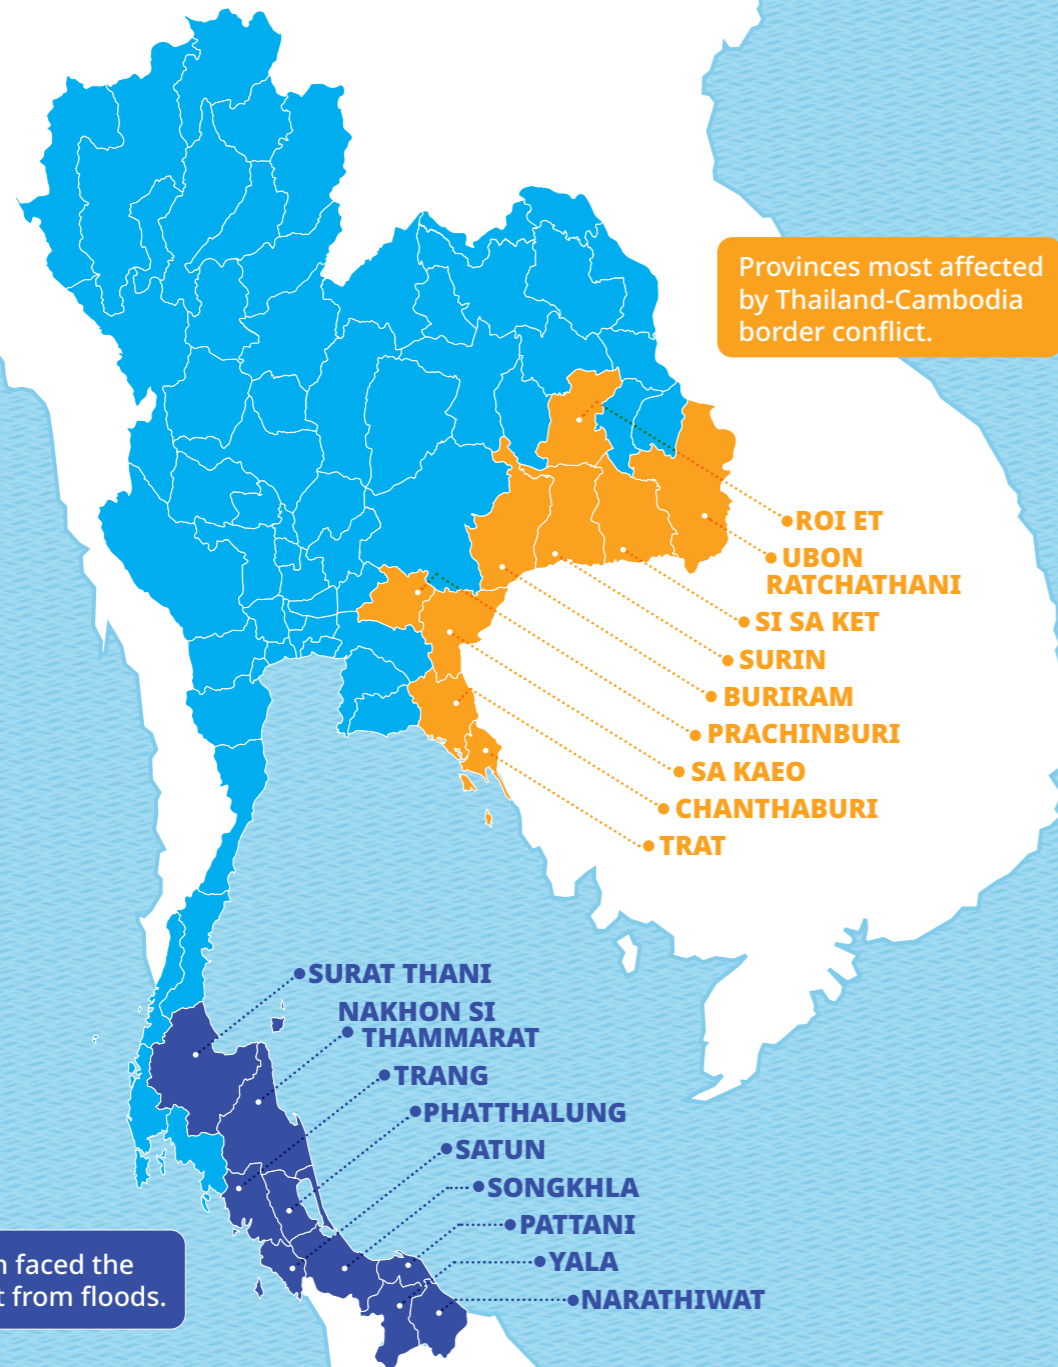 Provinces most affected
by Thailand-Cambodia
border conflict.
ROI ET
UBON
RATCHATHANI
SI SA KET
SURIN
BURIRAM
PRACHINBURI
SA KAEO
CHANTHABURI
TRAT
SURAT THANI
NAKHON SI
THAMMARAT
TRANG
PHATTHALUNG
SATUN
SONGKHLA
PATTANI
YALA
NARATHIWAT
faced the
from floods.